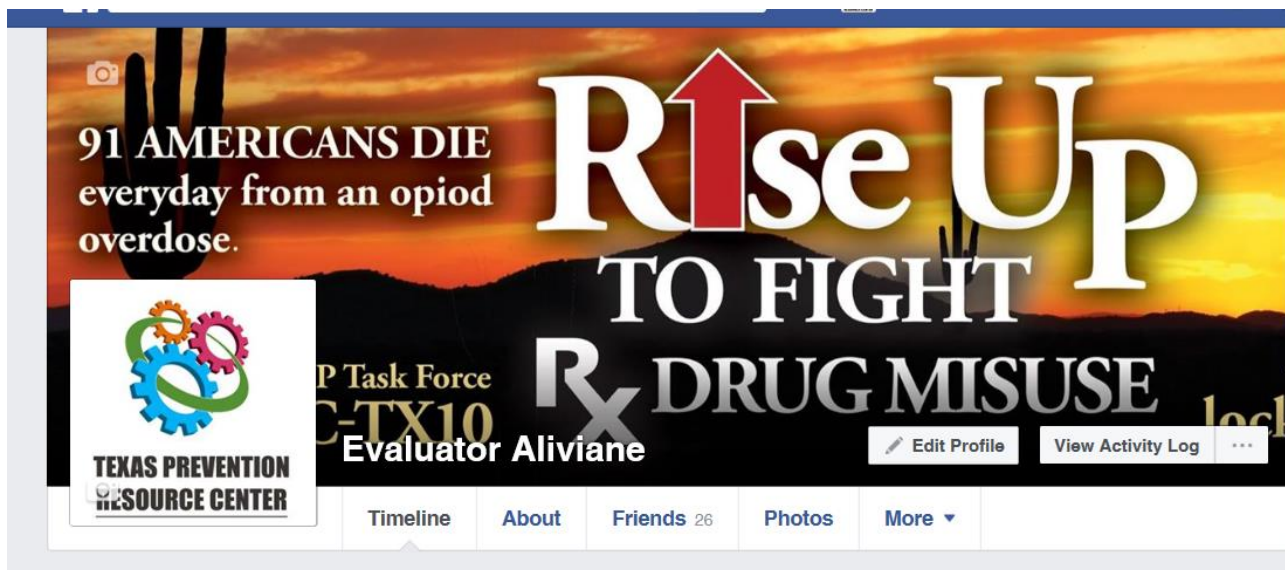 91 AMERICANS DIE
everyday from an opiod
overdose.
RIse UP
TO FIGHT
Rx DRUG MISUSE
P Task Force
C-TX10
lock
Evaluator Aliviane
Edit Profile
View Activity Log
...
TEXAS PREVENTION
RESOURCE CENTER
Timeline
About
Friends 26
Photos
More